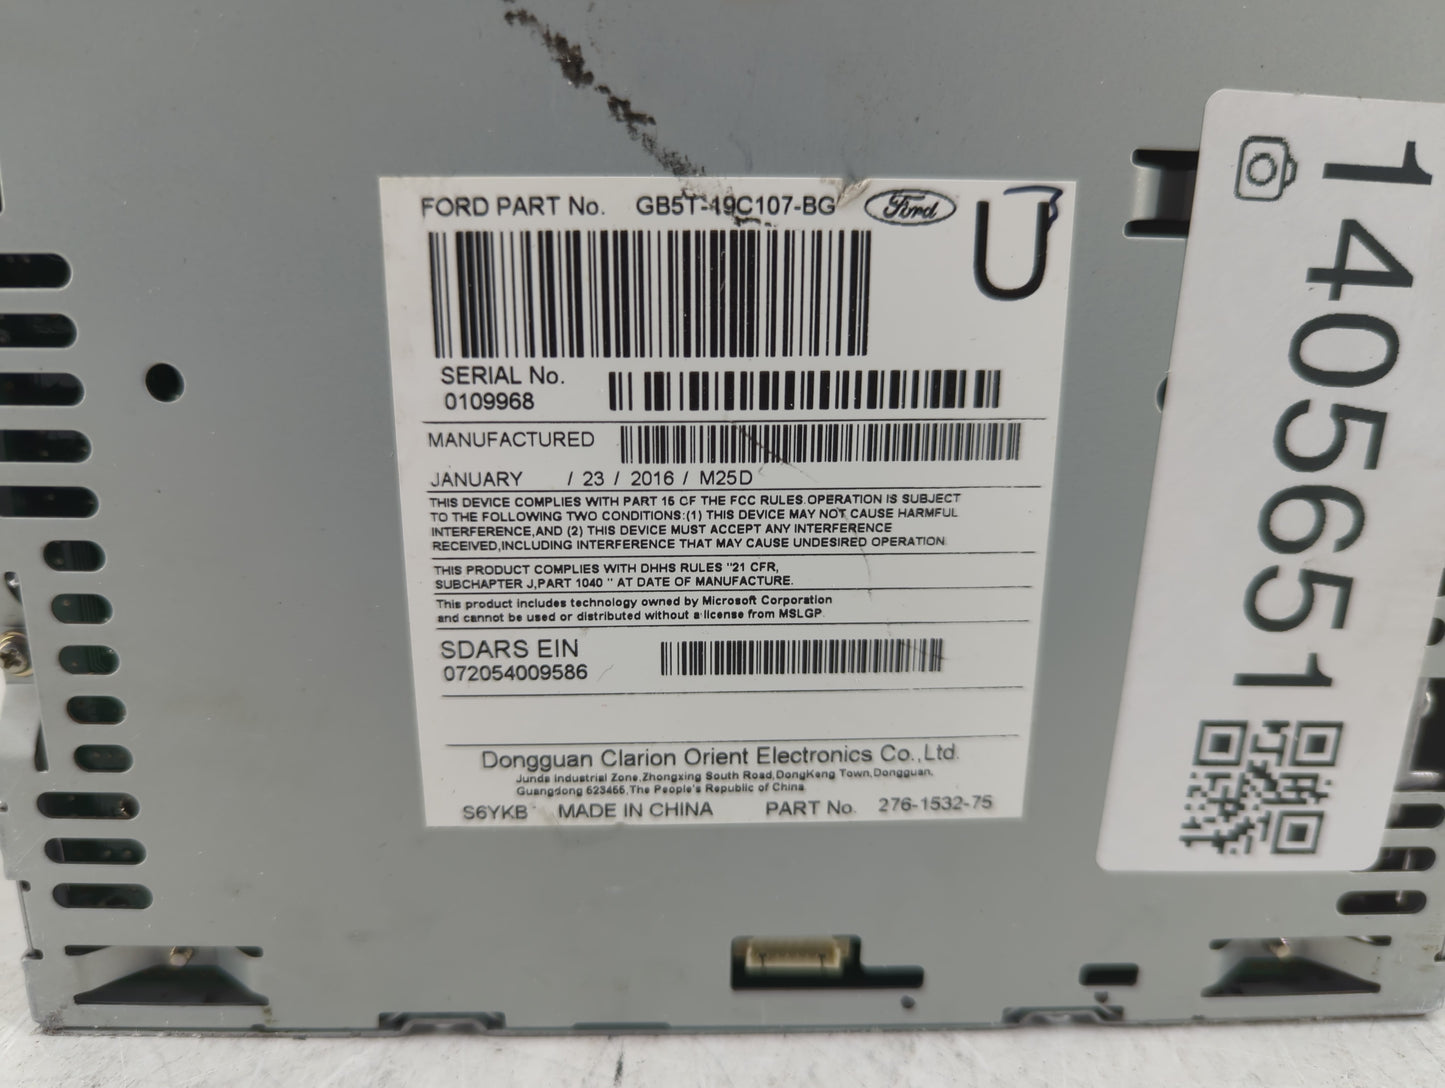 FORD PART No. GB5T-19C107-BG Ford U
SERIAL No.
0109968
MANUFACTURED
JANUARY / 23 / 2016 / M25D
THIS DEVICE COMPLIES WITH PART 15 OF THE FCC RULES.OPERATION IS SUBJECT
TO THE FOLLOWING TWO CONDITIONS:(1) THIS DEVICE MAY NOT CAUSE HARMFUL
INTERFERENCE,AND (2) THIS DEVICE MUST ACCEPT ANY INTERFERENCE
RECEIVED,INCLUDING INTERFERENCE THAT MAY CAUSE UNDESIRED OPERATION
THIS PRODUCT COMPLIES WITH DHHS RULES "21 CFR,
SUBCHAPTER J,PART 1040 " AT DATE OF MANUFACTURE.
This product includes technology owned by Microsoft Corporation
and cannot be used or distributed without a license from MSLGP.
SDARS EIN
072054009586
Dongguan Clarion Orient Electronics Co.,Ltd.
Junda Industrial Zone,Zhongxing South Road,DongKeng Town,Dongguan,
Guangdong 523455,The People's Republic of China
S6YKB MADE IN CHINA PART No. 276-1532-75
14056551